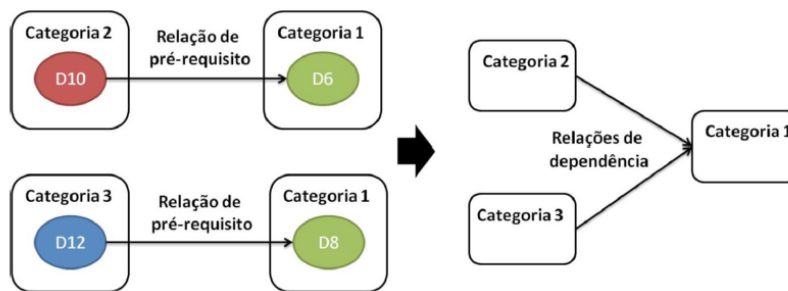 Categoria 2
Relação de
pré-requisito
Categoria 1
D10
D6
Categoria 3
Relação de
pré-requisito
Categoria 1
D12
D8
Categoria 2
Categoria 1
Relações de
dependência
Categoria 3